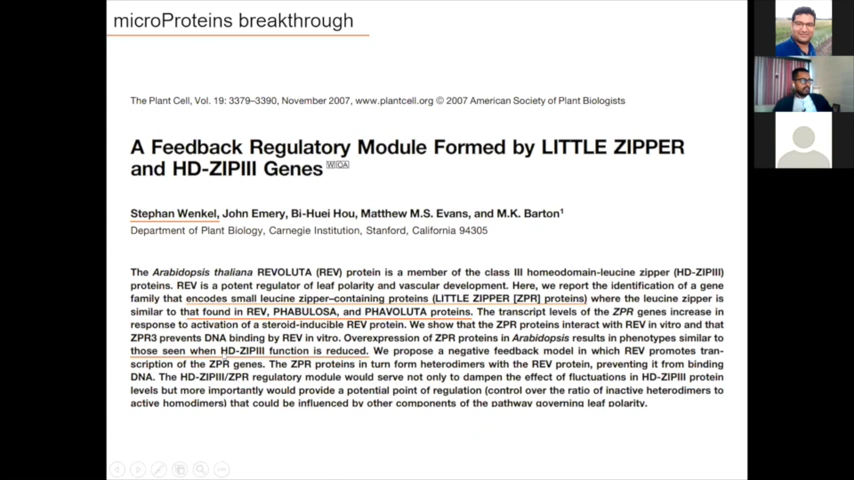 microProteins breakthrough
The Plant Cell, Vol. 19: 3379–3390, November 2007, www.plantcell.org © 2007 American Society of Plant Biologists
A Feedback Regulatory Module Formed by LITTLE ZIPPER
and HD-ZIPIII Genes W OA
Stephan Wenkel, John Emery, Bi-Huei Hou, Matthew M.S. Evans, and M.K. Barton1
Department of Plant Biology, Carnegie Institution, Stanford, California 94305
The Arabidopsis thaliana REVOLUTA (REV) protein is a member of the class III homeodomain-leucine zipper (HD-ZIPIII)
proteins. REV is a potent regulator of leaf polarity and vascular development. Here, we report the identification of a gene
family that encodes small leucine zipper–containing proteins (LITTLE ZIPPER [ZPR] proteins) where the leucine zipper is
similar to that found in REV, PHABULOSA, and PHAVOLUTA proteins. The transcript levels of the ZPR genes increase in
response to activation of a steroid-inducible REV protein. We show that the ZPR proteins interact with REV in vitro and that
ZPR3 prevents DNA binding by REV in vitro. Overexpression of ZPR proteins in Arabidopsis results in phenotypes similar to
those seen when HD-ZIPIII function is reduced. We propose a negative feedback model in which REV promotes tran-
scription of the ZPR genes. The ZPR proteins in turn form heterodimers with the REV protein, preventing it from binding
DNA. The HD-ZIPIII/ZPR regulatory module would serve not only to dampen the effect of fluctuations in HD-ZIPIII protein
levels but more importantly would provide a potential point of regulation (control over the ratio of inactive heterodimers to
active homodimers) that could be influenced by other components of the pathway governing leaf polarity.